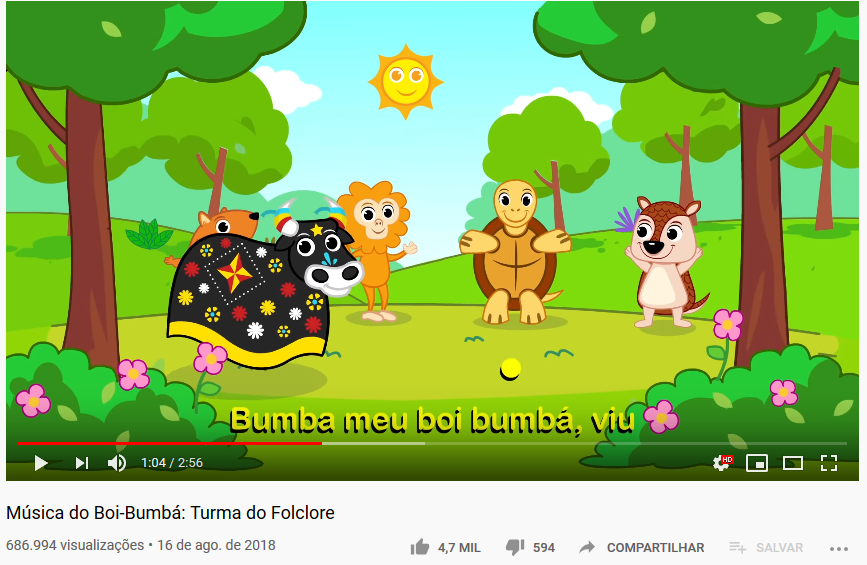 Bumba meu boi bumbá, viu
1:04 / 2:56
HD
Música do Boi-Bumbá: Turma do Folclore
686.994 visualizações • 16 de ago. de 2018
4,7 MIL 594 COMPARTILHAR SALVAR